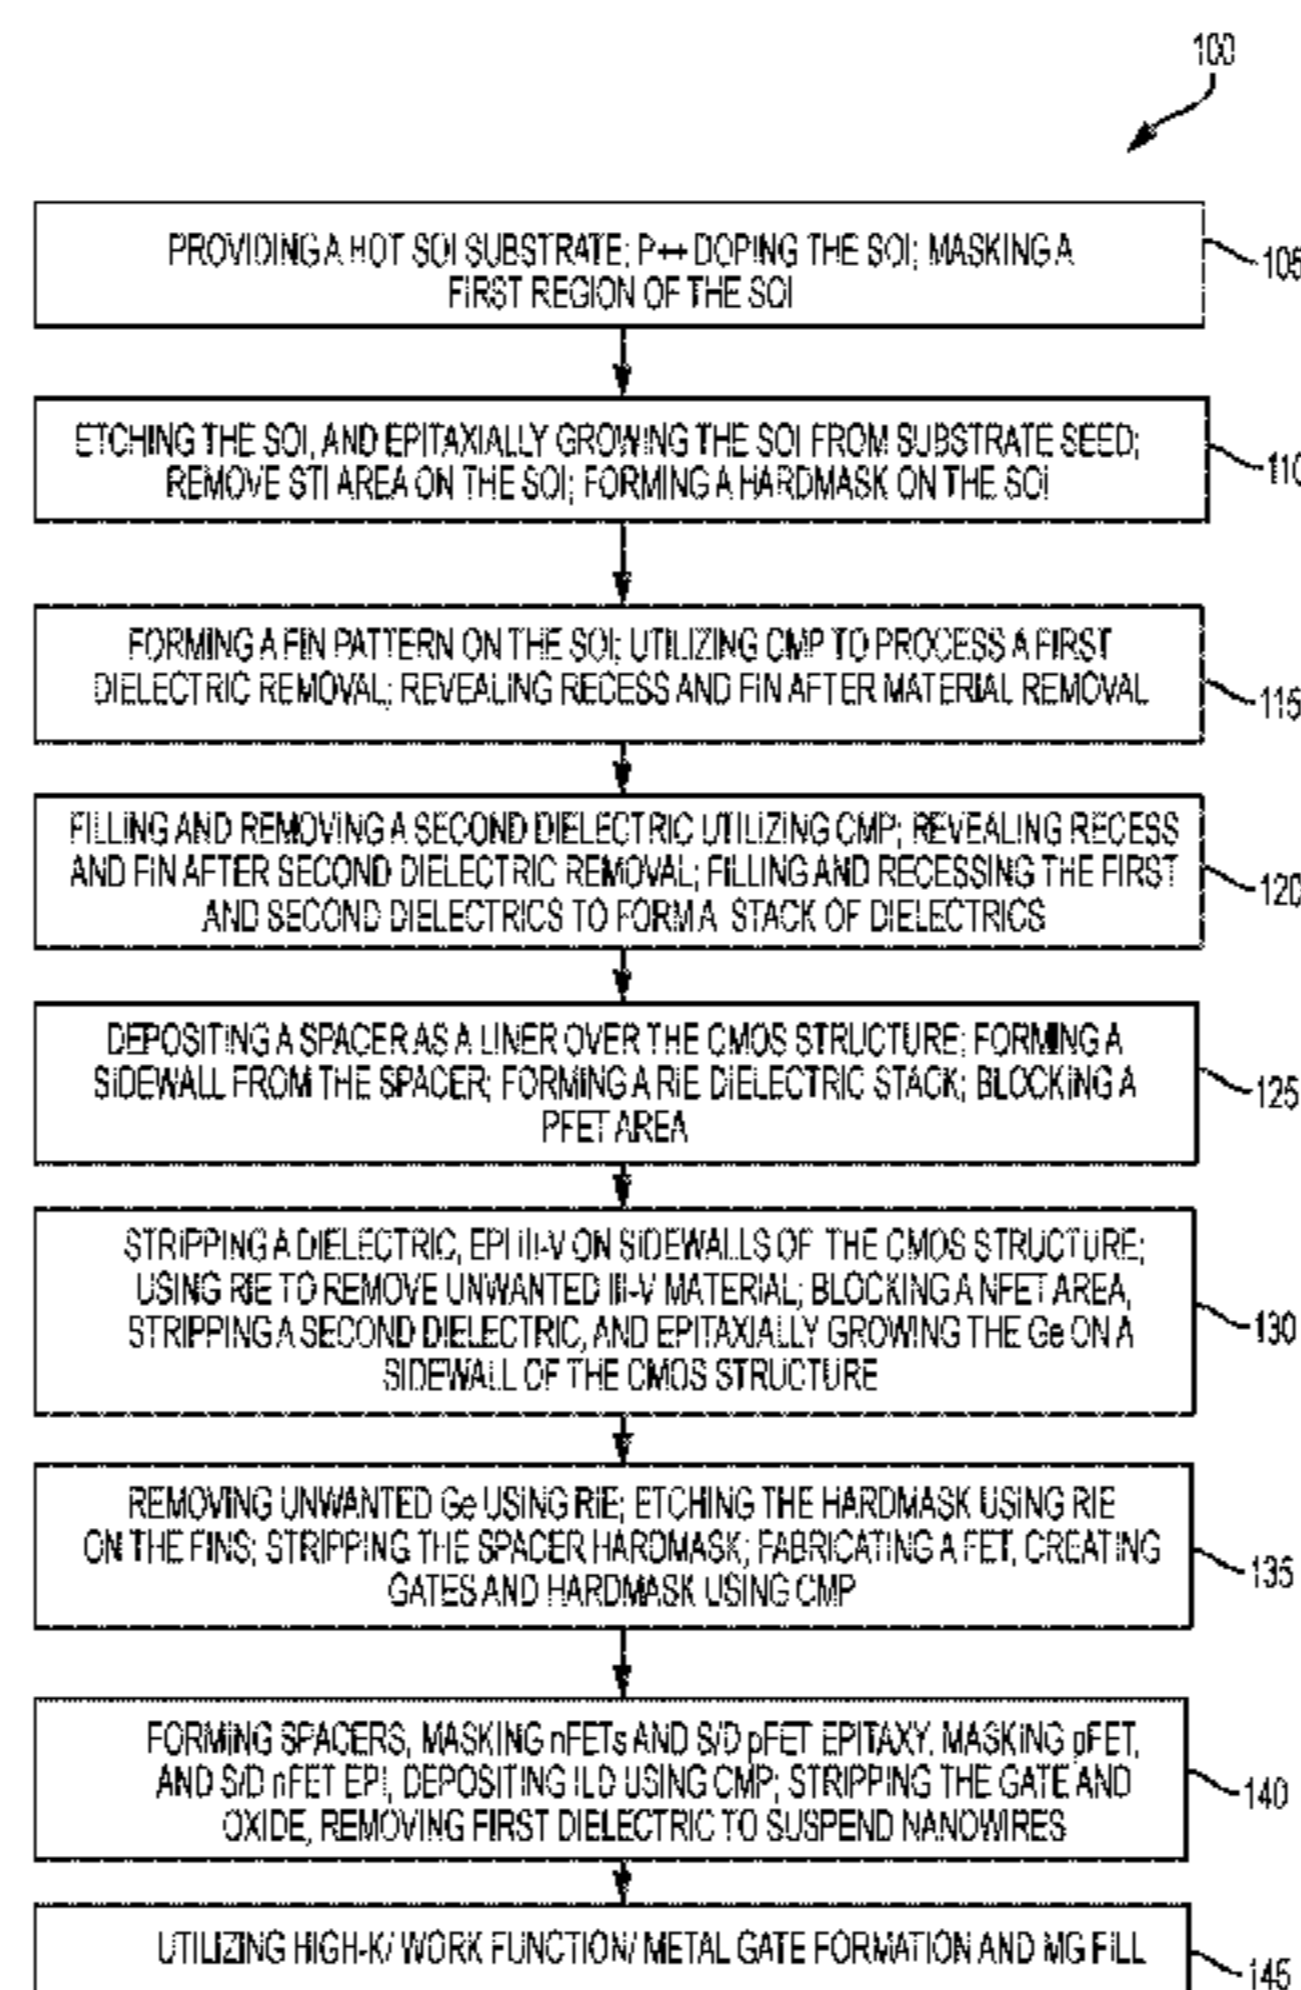 100
PROVIDING A HOT SOI SUBSTRATE; P++ DOPING THE SOI; MASKING A
FIRST REGION OF THE SOI
105
ETCHING THE SOI, AND EPITAXIALLY GROWING THE SOI FROM SUBSTRATE SEED;
REMOVE STI AREA ON THE SOI; FORMING A HARDMASK ON THE SOI
110
FORMING A FIN PATTERN ON THE SOI; UTILIZING CMP TO PROCESS A FIRST
DIELECTRIC REMOVAL; REVEALING RECESS AND FIN AFTER MATERIAL REMOVAL
115
FILLING AND REMOVING A SECOND DIELECTRIC UTILIZING CMP; REVEALING RECESS
AND FIN AFTER SECOND DIELECTRIC REMOVAL; FILLING AND RECESSING THE FIRST
AND SECOND DIELECTRICS TO FORM A STACK OF DIELECTRICS
120
DEPOSITING A SPACER AS A LINER OVER THE CMOS STRUCTURE; FORMING A
SIDEWALL FROM THE SPACER; FORMING A RIE DIELECTRIC STACK; BLOCKING A
PFET AREA
125
STRIPPING A DIELECTRIC, EPI III-V ON SIDEWALLS OF THE CMOS STRUCTURE;
USING RIE TO REMOVE UNWANTED III-V MATERIAL; BLOCKING A NFET AREA,
STRIPPING A SECOND DIELECTRIC, AND EPITAXIALLY GROWING THE Ge ON A
SIDEWALL OF THE CMOS STRUCTURE
130
REMOVING UNWANTED Ge USING RIE; ETCHING THE HARDMASK USING RIE
ON THE FINS; STRIPPING THE SPACER HARDMASK; FABRICATING A FET, CREATING
GATES AND HARDMASK USING CMP
135
FORMING SPACERS, MASKING nFETs AND S/D pFET EPITAXY, MASKING pFET,
AND S/D nFET EPI, DEPOSITING ILD USING CMP; STRIPPING THE GATE AND
OXIDE, REMOVING FIRST DIELECTRIC TO SUSPEND NANOWIRES
140
UTILIZING HIGH-K/ WORK FUNCTION/ METAL GATE FORMATION AND MG FILL
145